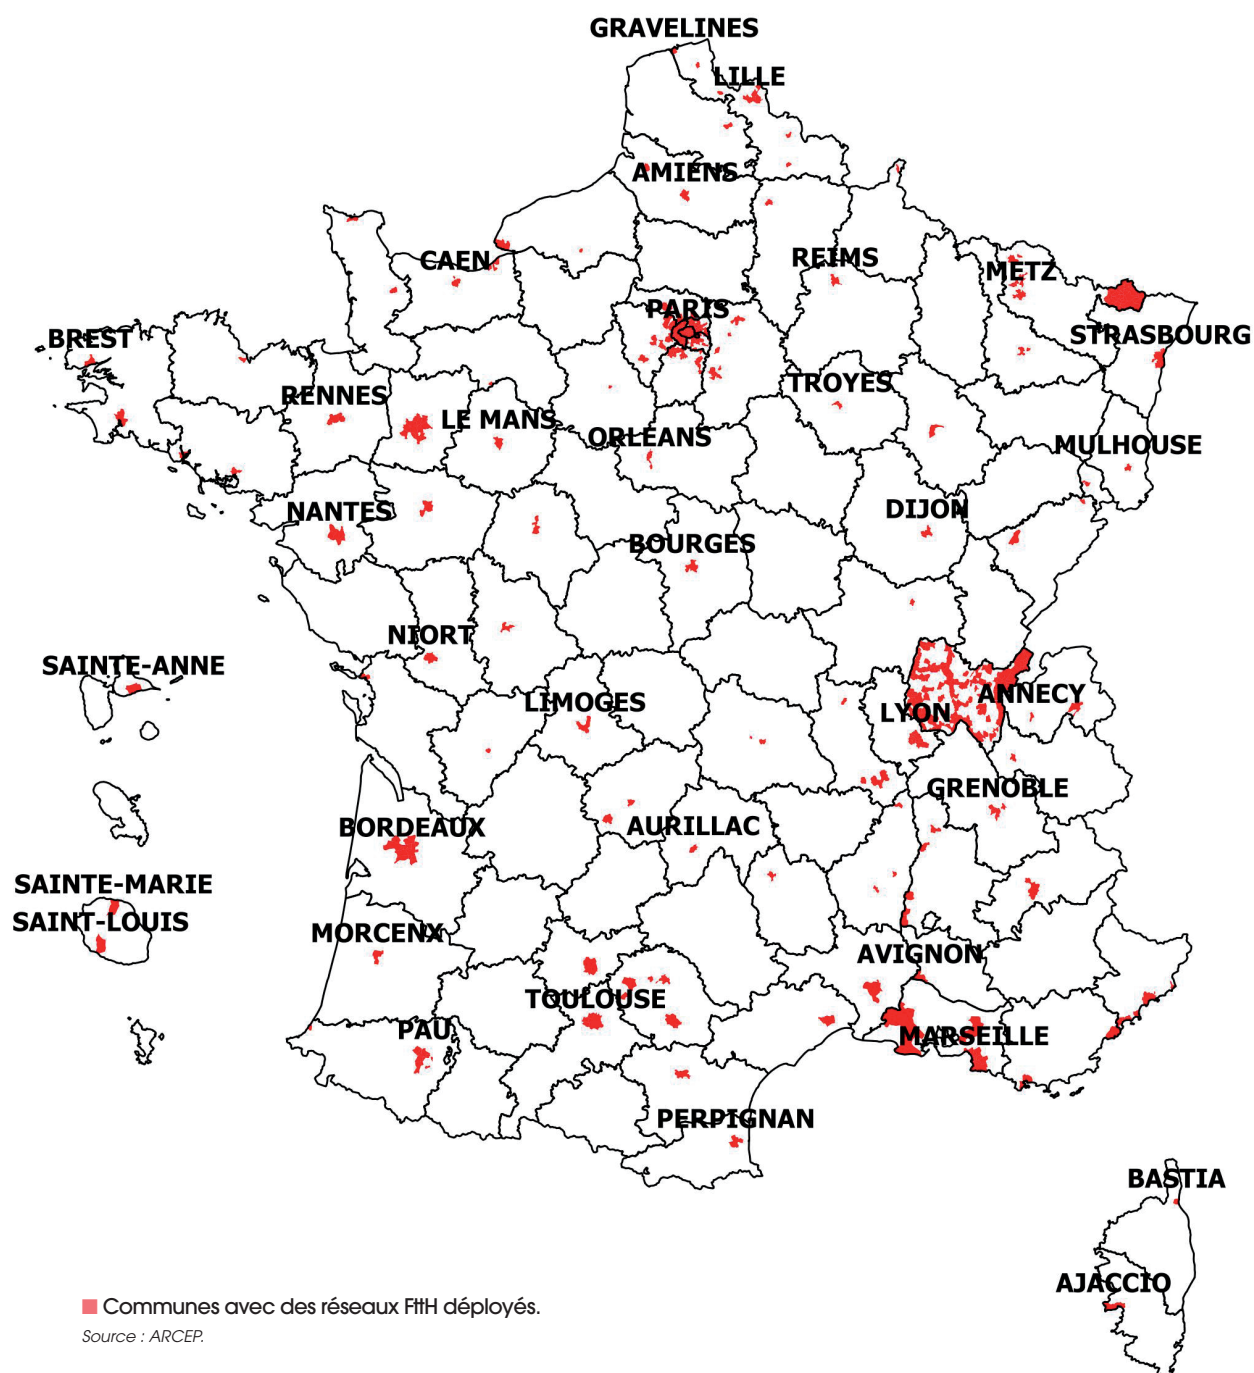 GRAVELINES
LILLE
AMIENS
CAEN
REIMS
METZ
PARIS
STRASBOURG
BREST
RENNES
LE MANS
TROYES
ORLEANS
MULHOUSE
NANTES
DIJON
BOURGES
NIORT
SAINTE-ANNE
LIMOGES
ANNECY
LYON
GRENOBLE
BORDEAUX
AURILLAC
SAINTE-MARIE
SAINT-LOUIS
MORCENX
AVIGNON
TOULOUSE
PAU
MARSEILLE
PERPIGNAN
BASTIA
AJACCIO
Communes avec des réseaux FttH déployés.
Source : ARCEP.